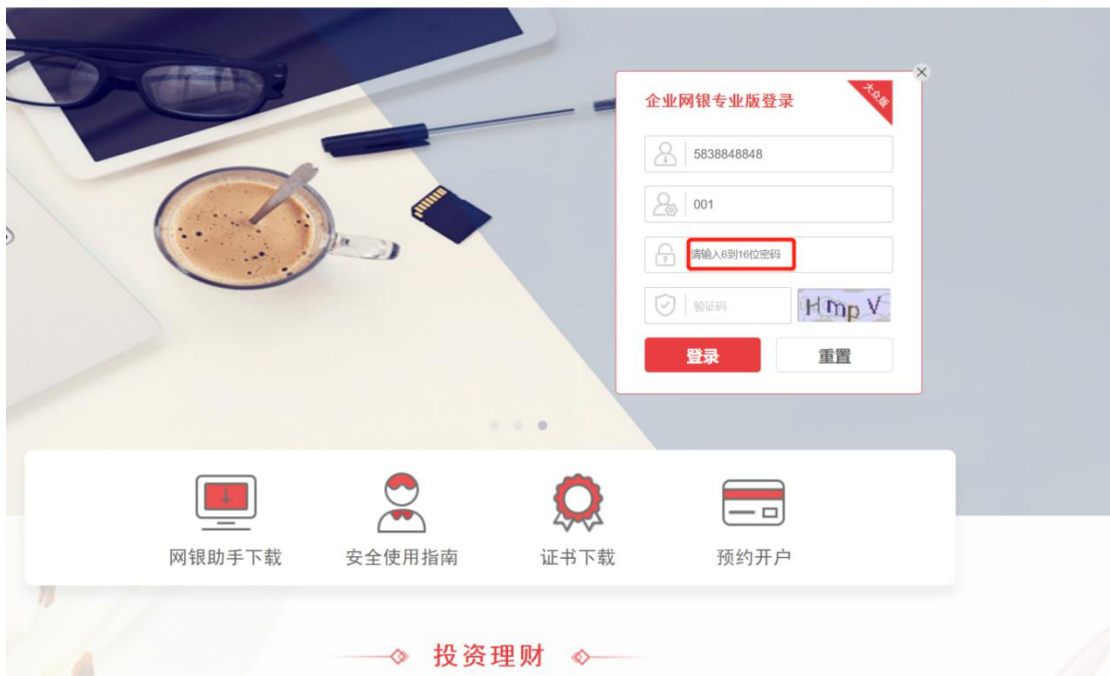 企业网银专业版登录
大众版
5838848848
001
请输入6到16位密码
验证码
HmpV
登录
重置
网银助手下载
安全使用指南
证书下载
预约开户
投资理财